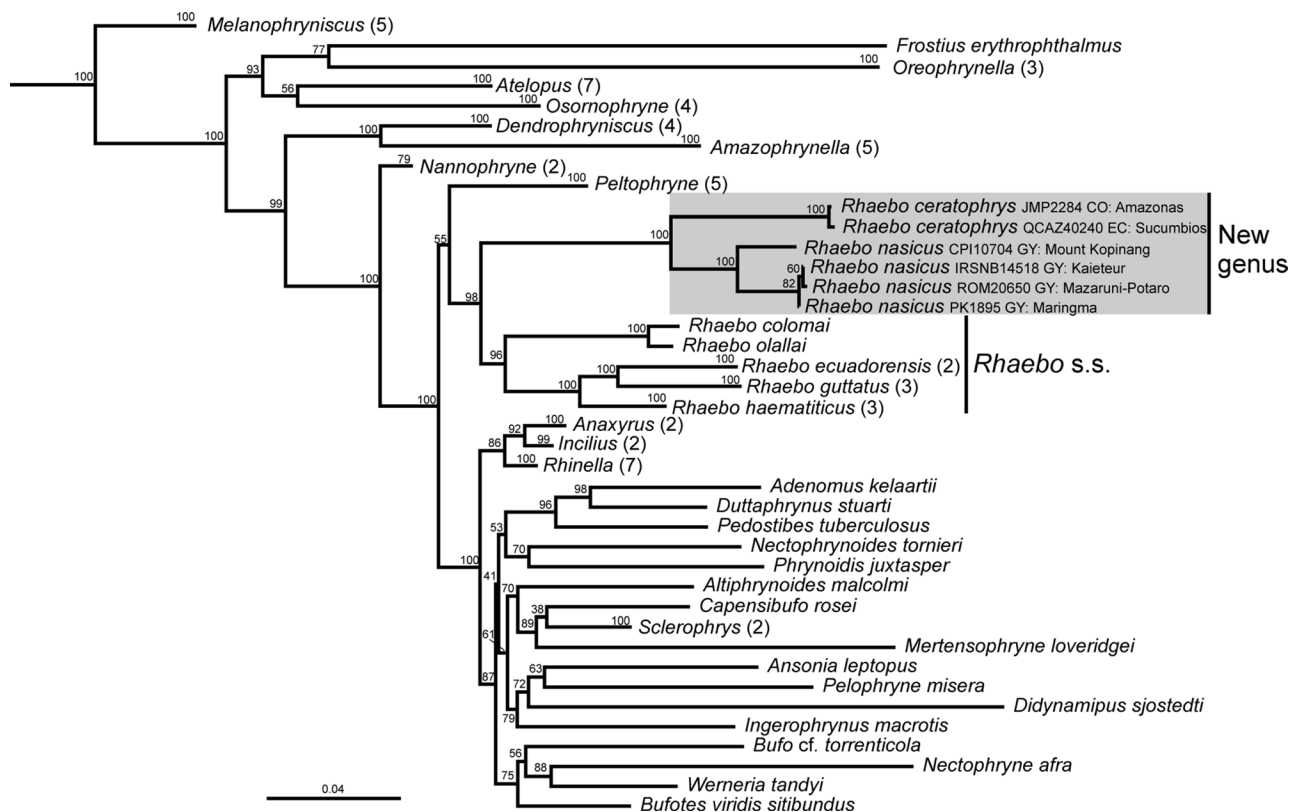 100
Melanophryniscus (5)
100
77
Frostius erythrophthalmus
93
100
Oreophrynella (3)
100
Atelopus (7)
56
100
Osornophryne (4)
100
100
Dendrophryniscus (4)
100
100
Amazophrynella (5)
79
Nannophryne (2)
100
Peltophryne (5)
99
100
Rhaebo ceratophrys JMP2284 CO: Amazonas
Rhaebo ceratophrys QCAZ40240 EC: Sucumbios
55
100
Rhaebo nasicus CPI10704 GY: Mount Kopinang
100
60
Rhaebo nasicus IRSNB14518 GY: Kaieteur
82
Rhaebo nasicus ROM20650 GY: Mazaruni-Potaro
Rhaebo nasicus PK1895 GY: Maringma
New
genus
100
98
Rhaebo colomai
100
Rhaebo olallai
96
100
Rhaebo ecuadorensis (2)
100
100
Rhaebo guttatus (3)
100
100
Rhaebo haematiticus (3)
Rhaebo s.s.
100
100
Anaxyrus (2)
92
99
Incilius (2)
86
100
Rhinella (7)
Adenomus kelaartii
98
Duttaphrynus stuarti
96
Pedostibes tuberculosus
53
Nectophrynoides tornieri
70
Phrynoidis juxtasper
100
41
Altiphrynoides malcolmi
70
Capensibufo rosei
38
100
Sclerophrys (2)
89
61
Mertensophryne loveridgei
Ansonia leptopus
63
Pelophryne misera
72
87
Didynamipus sjostedti
79
Ingerophrynus macrotis
Bufo cf. torrenticola
56
Nectophryne afra
88
75
Werneria tandyi
Bufotes viridis sitibundus
0.04